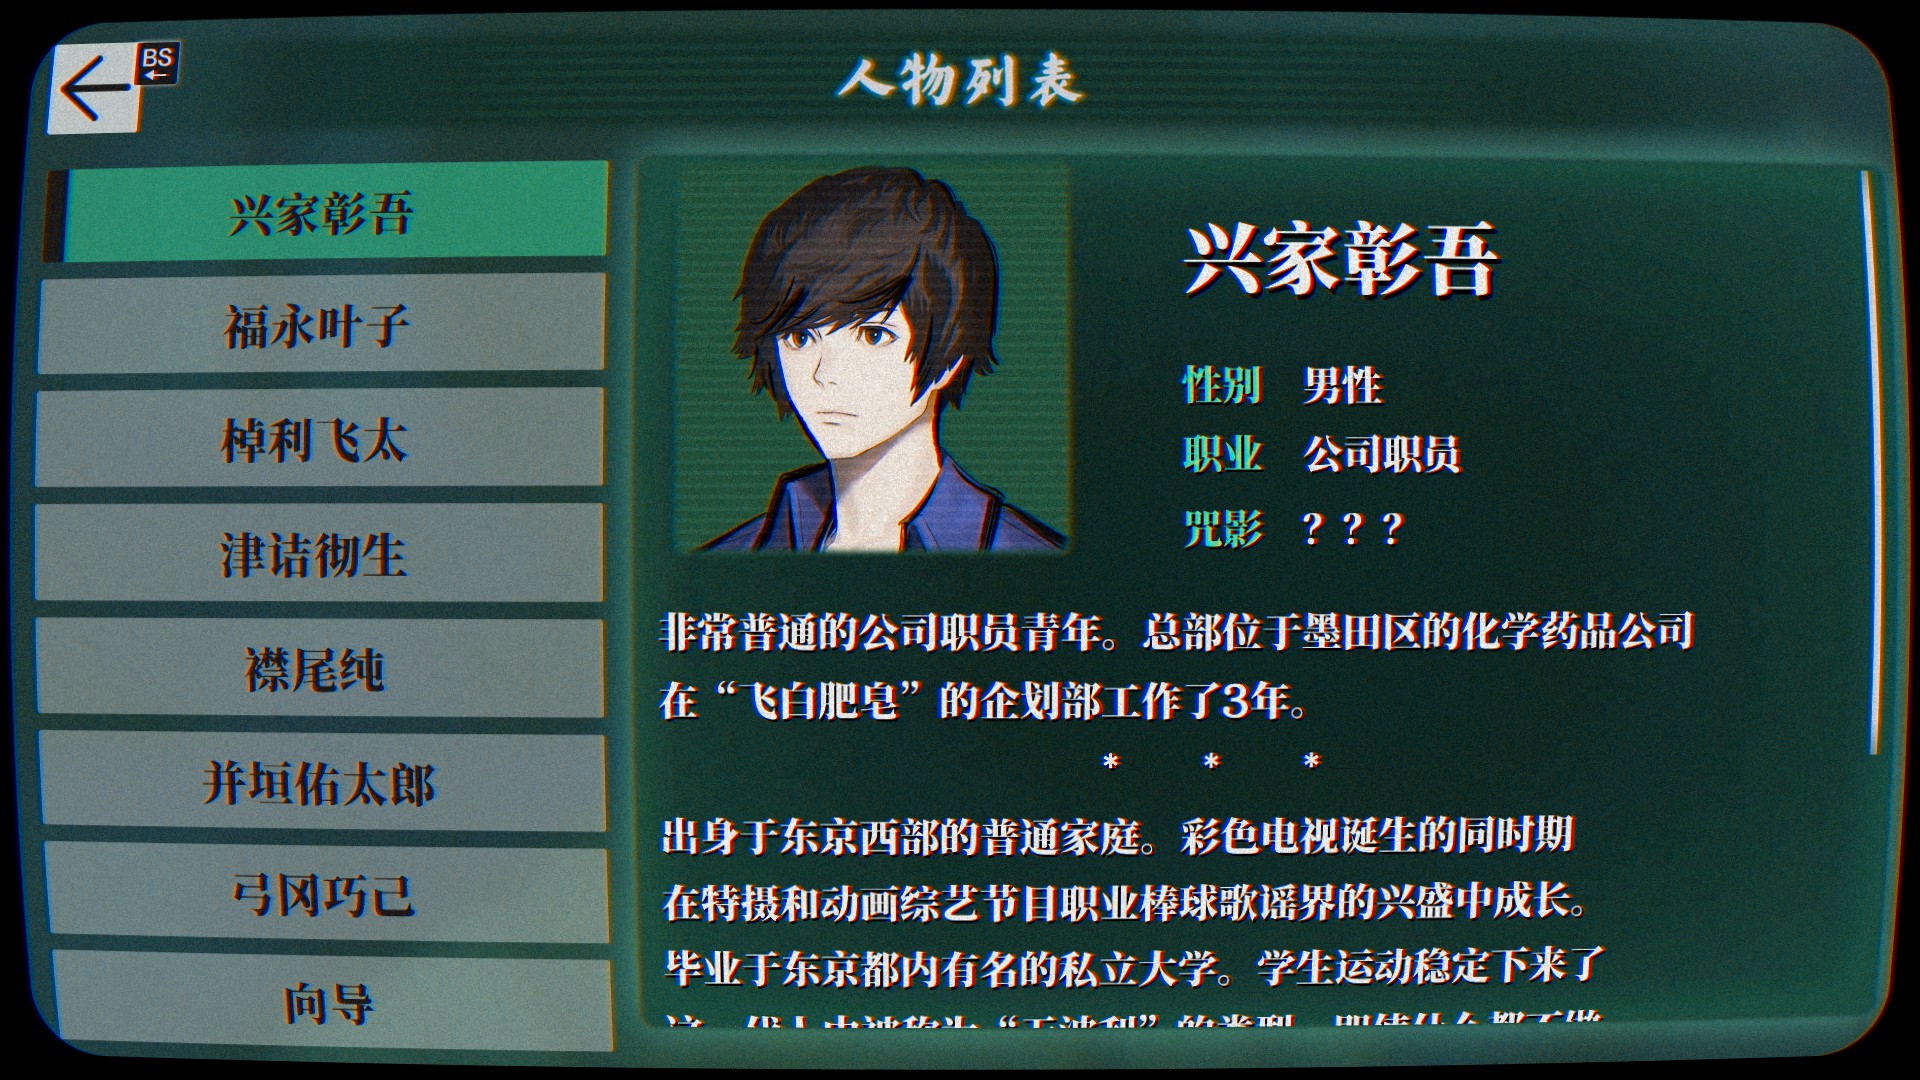 BS
人物列表
兴家彰吾
福永叶子
棹利飞太
津诘彻生
襟尾纯
并垣佑太郎
弓冈巧己
向导
兴家彰吾
性别 男性
职业 公司职员
咒影 ？？？
非常普通的公司职员青年。总部位于墨田区的化学药品公司
在“飞白肥皂”的企划部工作了3年。
* * *
出身于东京西部的普通家庭。彩色电视诞生的同时期
在特摄和动画综艺节目职业棒球歌谣界的兴盛中成长。
毕业于东京都内有名的私立大学。学生运动稳定下来了